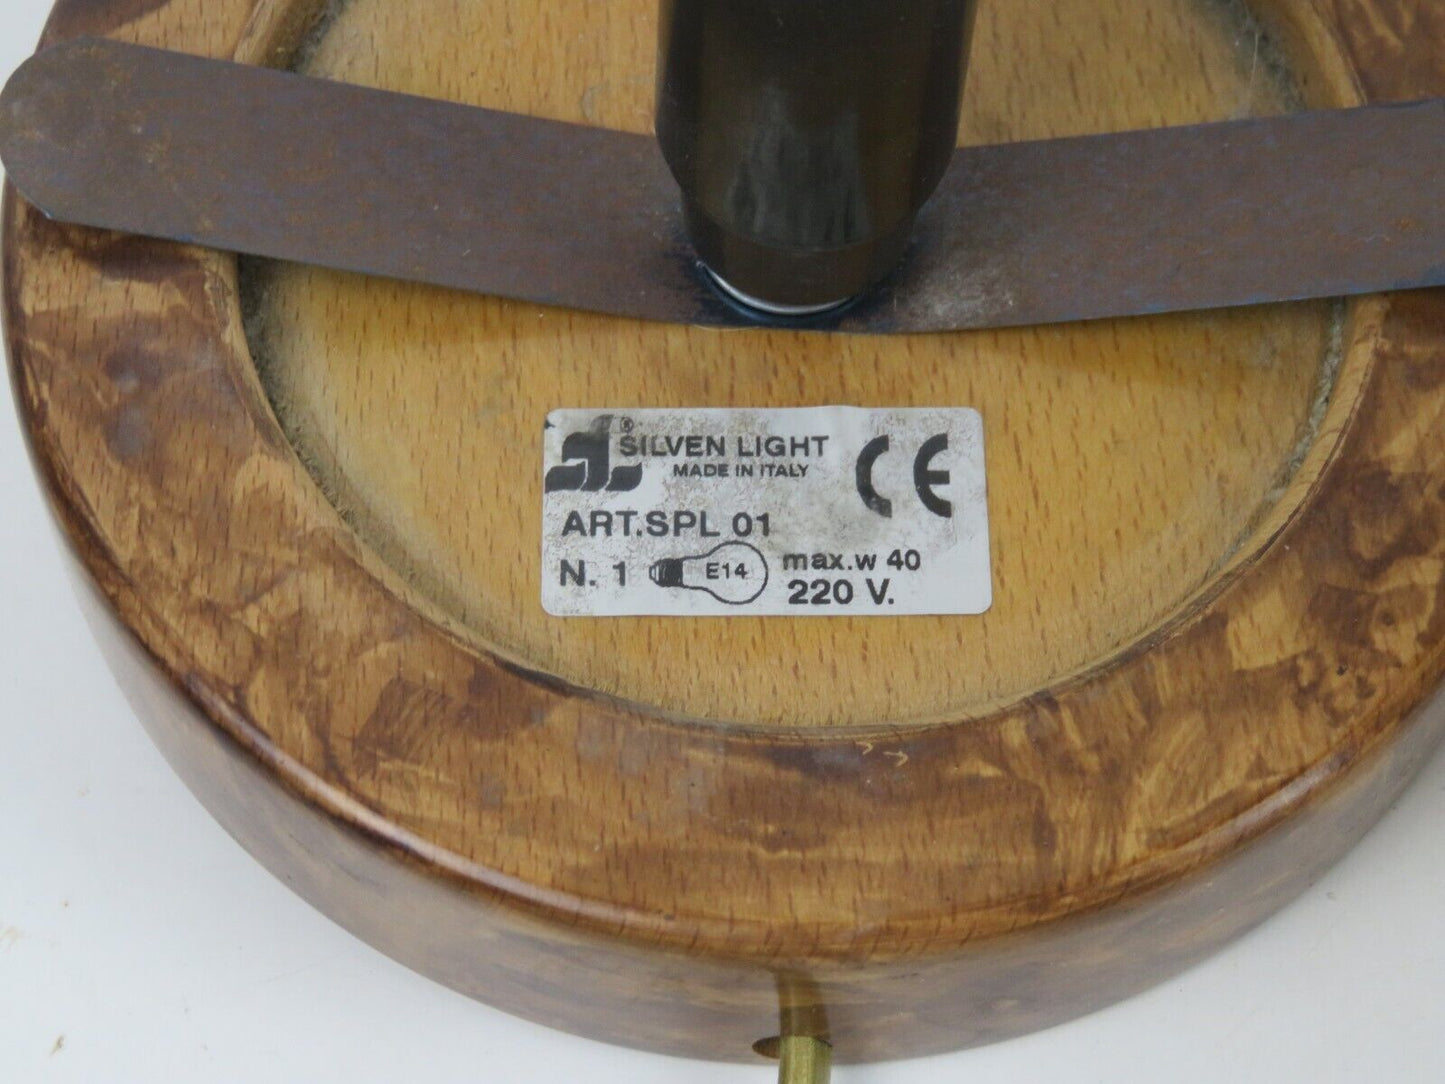 ® SILVEN LIGHT
MADE IN ITALY
CE
ART.SPL 01
N. 1 E14 max.w 40
220 V.